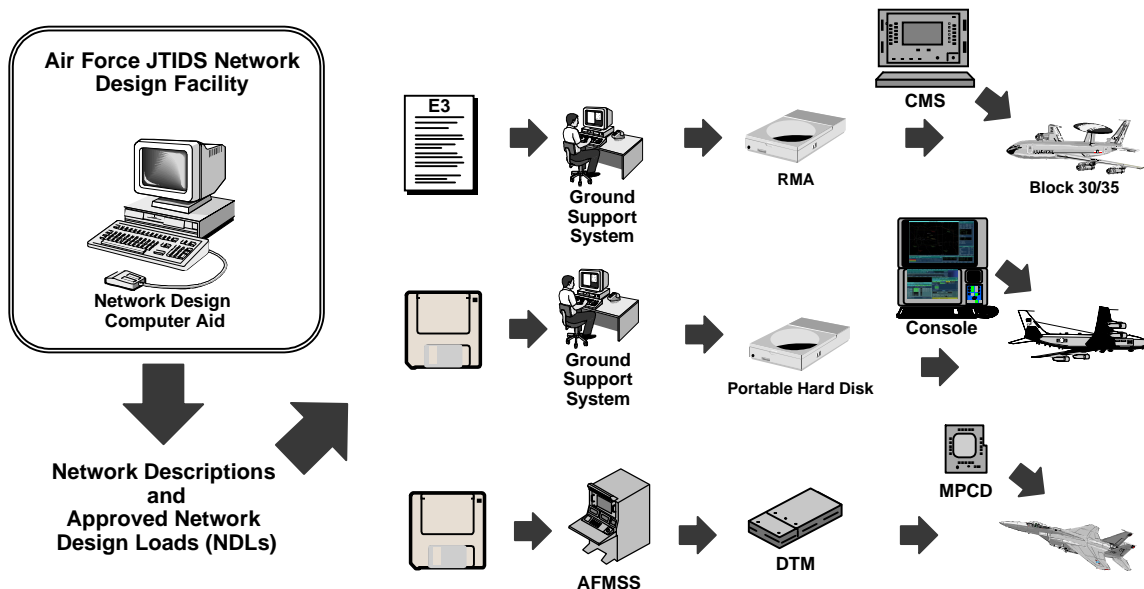 Air Force JTIDS Network
Design Facility
Network Design
Computer Aid
Network Descriptions
and
Approved Network
Design Loads (NDLs)
E3
Ground
Support
System
RMA
CMS
Block 30/35
Ground
Support
System
Portable Hard Disk
Console
AFMSS
DTM
MPCD